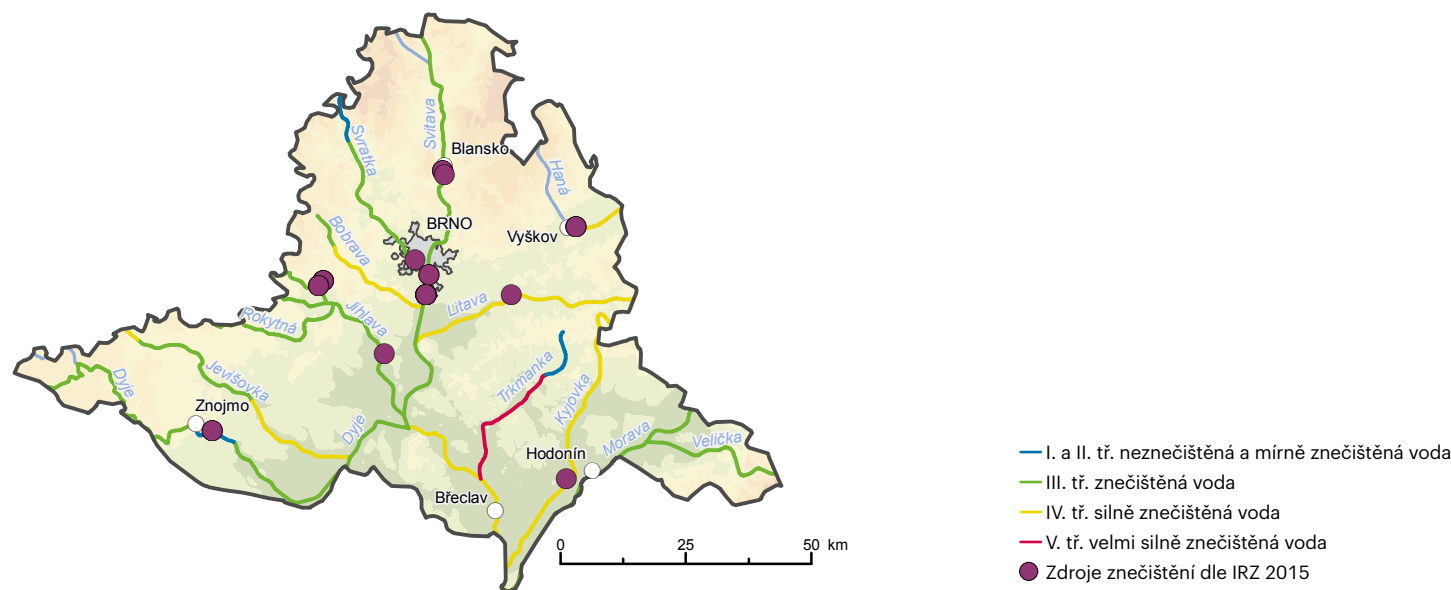 Svratka
Svitava
Blansko
Haná
BRNO
Vyškov
Bobrava
Litava
Jihlava
Rokytná
Dyje
Jevišovka
Znojmo
Dyje
Trkmanka
Kyjovka
Hodonín
Morava
Velička
Břeclav
0 25 50 km
I. a II. tř. neznečištěná a mírně znečištěná voda
III. tř. znečištěná voda
IV. tř. silně znečištěná voda
V. tř. velmi silně znečištěná voda
Zdroje znečištění dle IRZ 2015